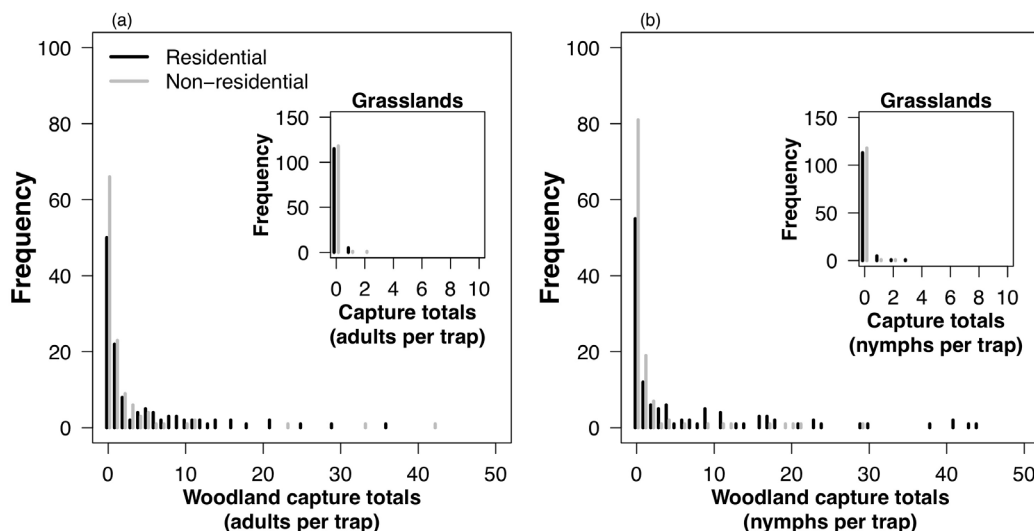 (a)
Residential
Non−residential
Grasslands
Frequency
150
100
50
0
0 2 4 6 8 10
Capture totals
(adults per trap)
Frequency
100
80
60
40
20
0
0 10 20 30 40 50
Woodland capture totals
(adults per trap)
(b)
Grasslands
Frequency
150
100
50
0
0 2 4 6 8 10
Capture totals
(nymphs per trap)
Frequency
100
80
60
40
20
0
0 10 20 30 40 50
Woodland capture totals
(nymphs per trap)